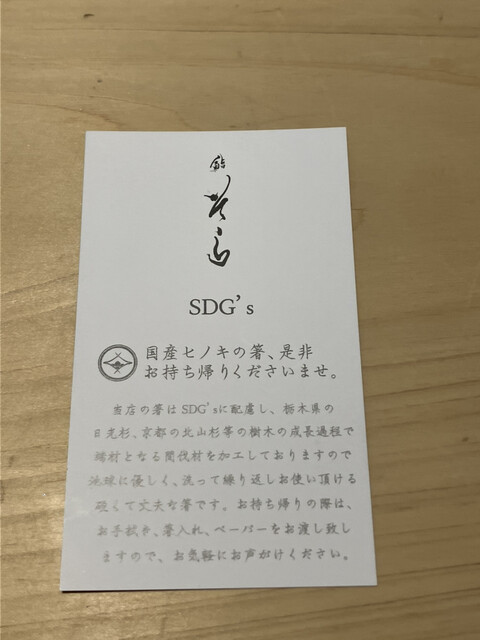 鮨
SDG's
国産ヒノキの箸、是非
お持ち帰りくださいませ。
当店の箸はSDG'sに配慮し、栃木県の
日光杉、京都の北山杉等の樹木の成長過程で
端材となる間伐材を加工しておりますので
地球に優しく、洗って繰り返しお使い頂ける
硬くて丈夫な箸です。お持ち帰りの際は、
お手拭き、箸入れ、ペーパーをお渡し致し
ますので、お気軽にお声がけください。